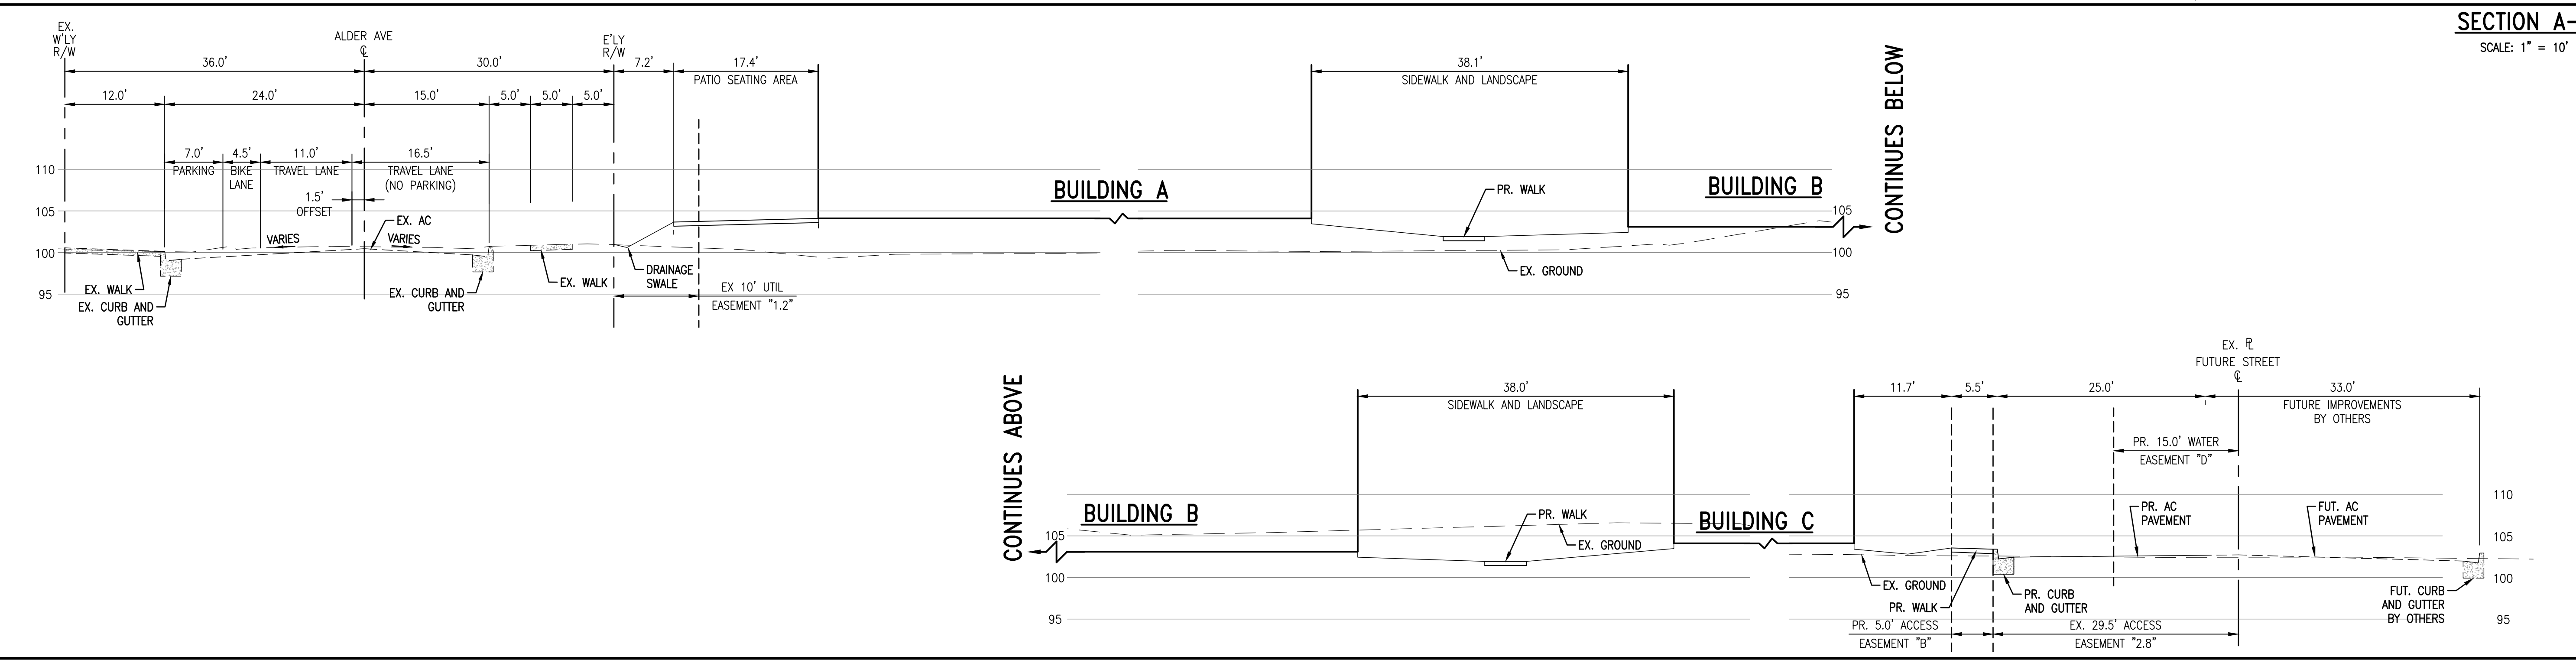 SECTION A-
SCALE: 1" = 10'
EX.
W'LY
R/W
ALDER AVE
℄
E'LY
R/W
36.0'
30.0'
7.2'
17.4'
PATIO SEATING AREA
38.1'
SIDEWALK AND LANDSCAPE
CONTINUES BELOW
12.0'
24.0'
15.0'
5.0'
5.0'
5.0'
7.0'
PARKING
4.5'
BIKE
LANE
11.0'
TRAVEL LANE
16.5'
TRAVEL LANE
(NO PARKING)
1.5'
OFFSET
110
105
100
95
EX. AC
VARIES
VARIES
BUILDING A
PR. WALK
BUILDING B
105
100
95
EX. WALK
EX. CURB AND
GUTTER
EX. CURB AND
GUTTER
EX. WALK
DRAINAGE
SWALE
EX 10' UTIL
EASEMENT "1.2"
EX. GROUND
EX. ⅊
FUTURE STREET
℄
CONTINUES ABOVE
38.0'
SIDEWALK AND LANDSCAPE
11.7'
5.5'
25.0'
33.0'
FUTURE IMPROVEMENTS
BY OTHERS
PR. 15.0' WATER
EASEMENT "D"
BUILDING B
PR. WALK
EX. GROUND
BUILDING C
PR. AC
PAVEMENT
FUT. AC
PAVEMENT
105
100
95
110
105
100
95
EX. GROUND
PR. WALK
PR. CURB
AND GUTTER
FUT. CURB
AND GUTTER
BY OTHERS
PR. 5.0' ACCESS
EASEMENT "B"
EX. 29.5' ACCESS
EASEMENT "2.8"